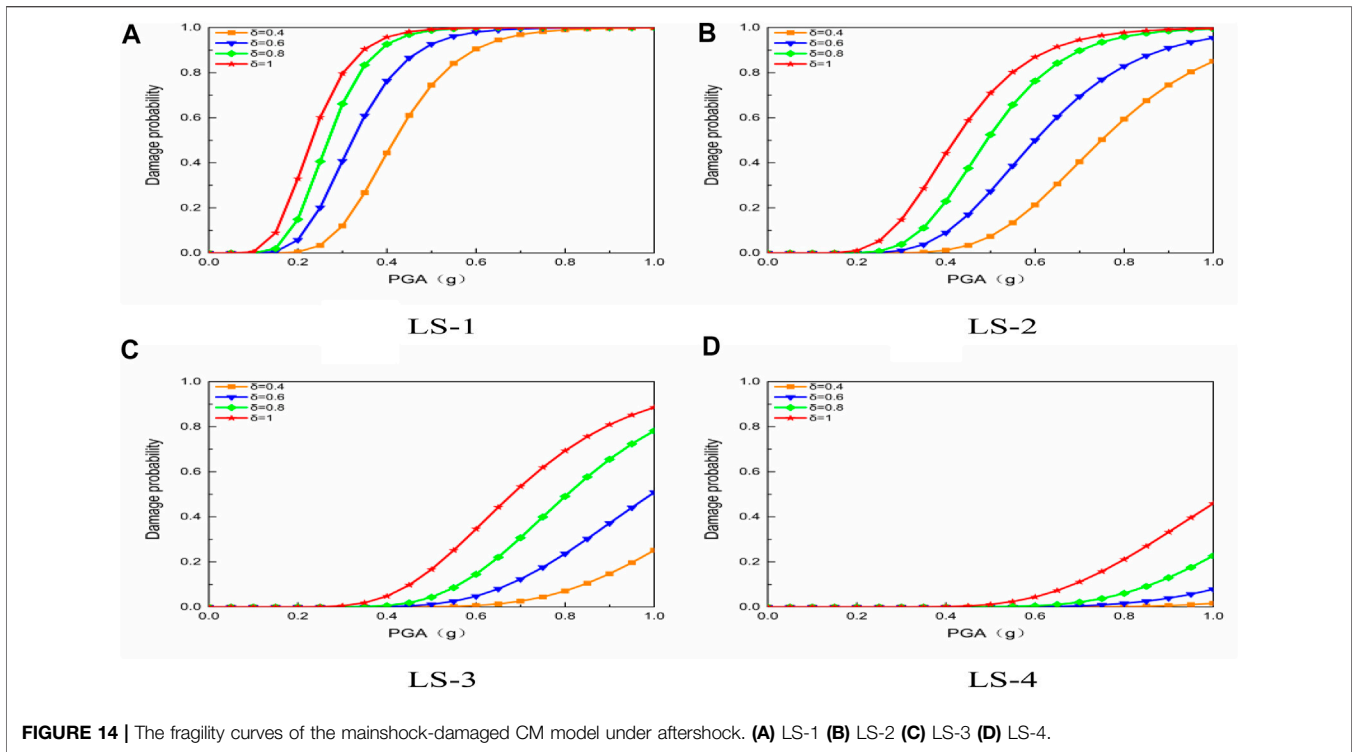 A
δ=0.4
δ=0.6
δ=0.8
δ=1
Damage probability
1.0
0.8
0.6
0.4
0.2
0.0
0.0 0.2 0.4 0.6 0.8 1.0
PGA (g)
LS-1
B
δ=0.4
δ=0.6
δ=0.8
δ=1
Damage probability
1.0
0.8
0.6
0.4
0.2
0.0
0.0 0.2 0.4 0.6 0.8 1.0
PGA (g)
LS-2
C
δ=0.4
δ=0.6
δ=0.8
δ=1
Damage probability
1.0
0.8
0.6
0.4
0.2
0.0
0.0 0.2 0.4 0.6 0.8 1.0
PGA (g)
LS-3
D
δ=0.4
δ=0.6
δ=0.8
δ=1
Damage probability
1.0
0.8
0.6
0.4
0.2
0.0
0.0 0.2 0.4 0.6 0.8 1.0
PGA (g)
LS-4
FIGURE 14 | The fragility curves of the mainshock-damaged CM model under aftershock. (A) LS-1 (B) LS-2 (C) LS-3 (D) LS-4.